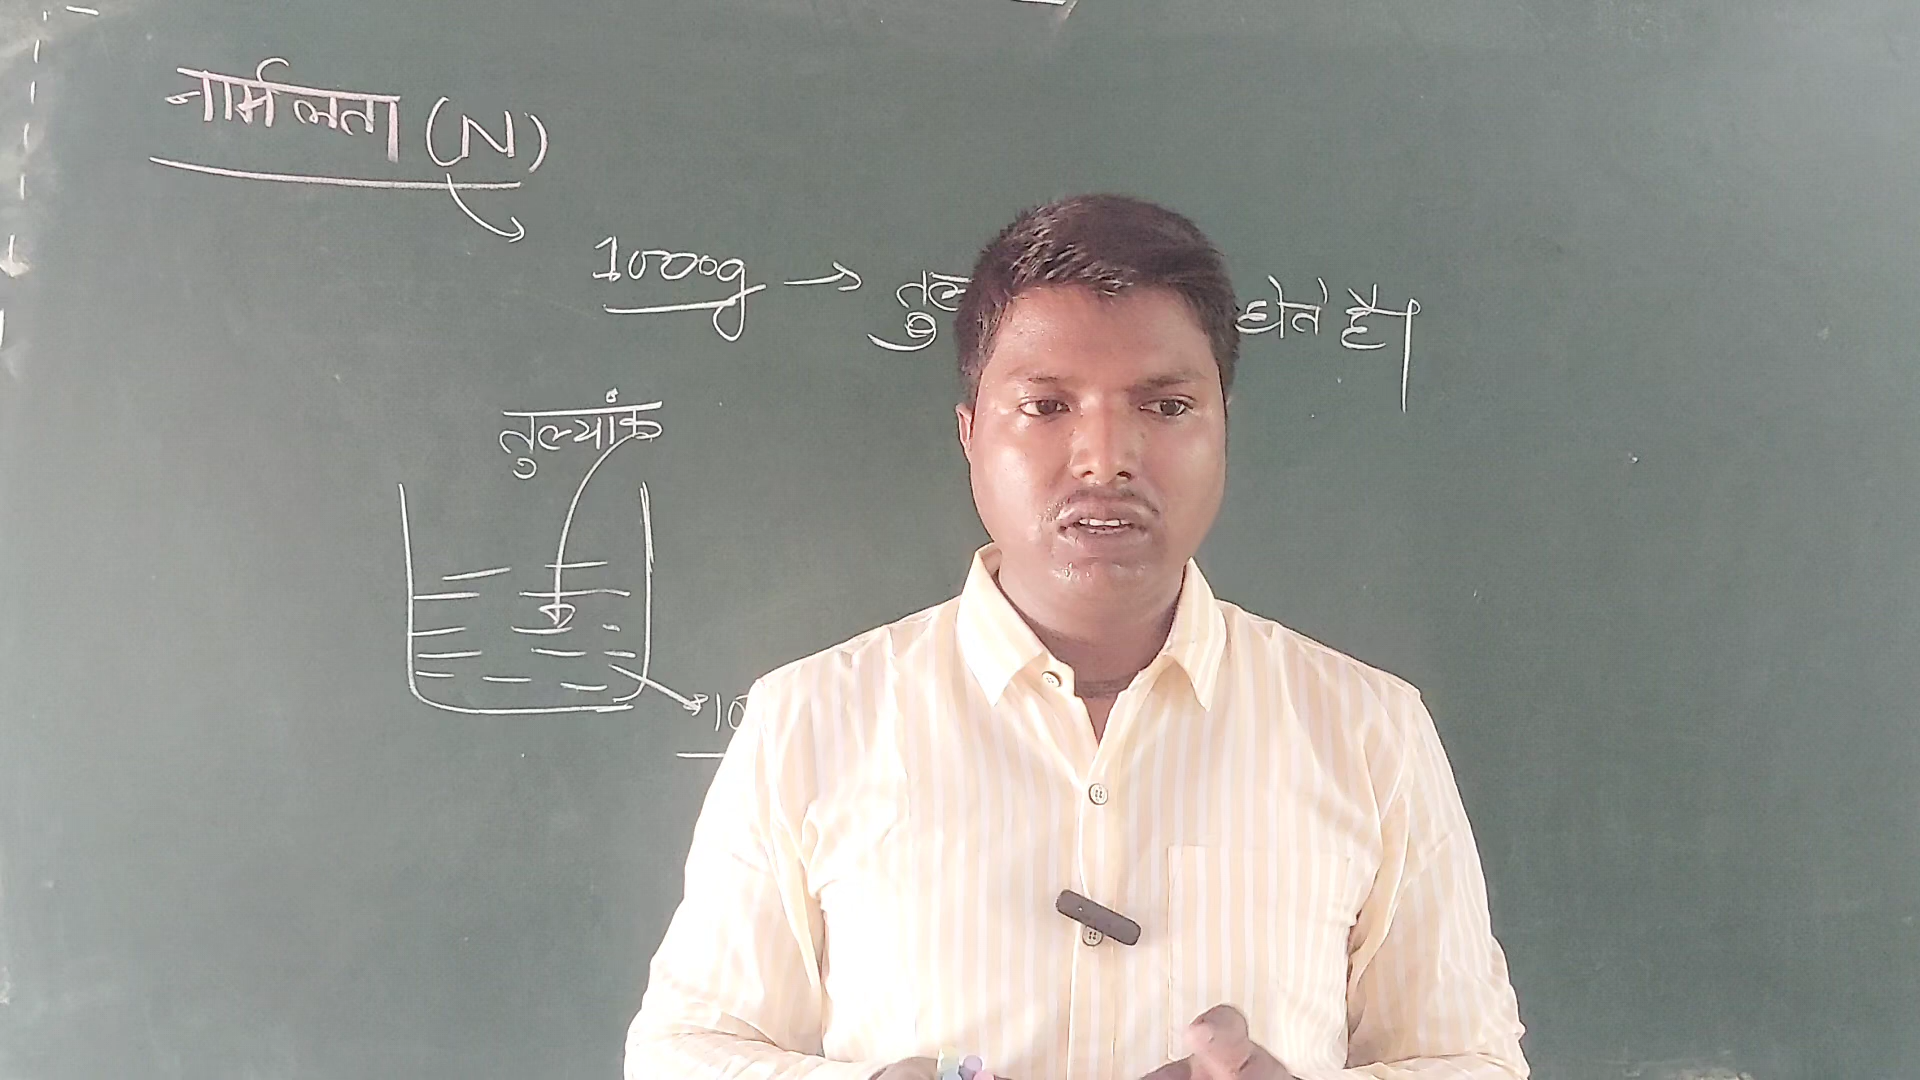 नार्मलता (N)
1000g → होते है।
तुल्यांक